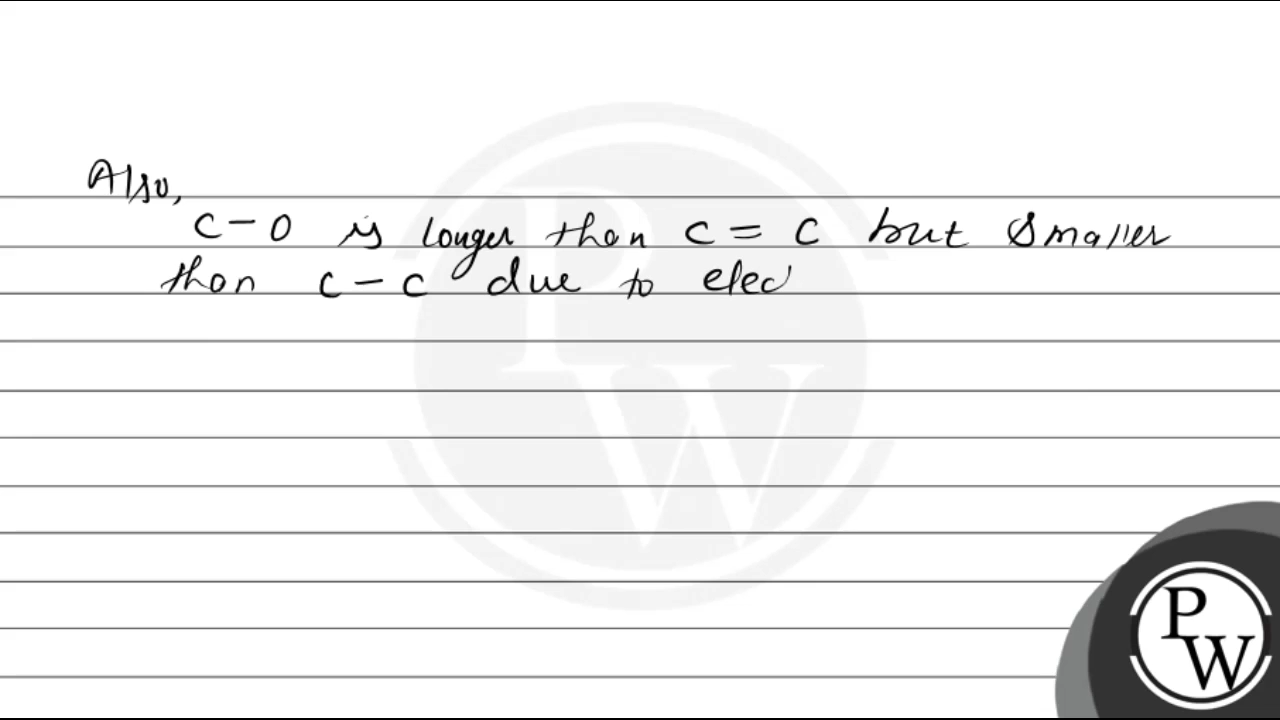 Also,
C - O is longer than C = C but smaller
than C - C due to elec
P
W
P
W